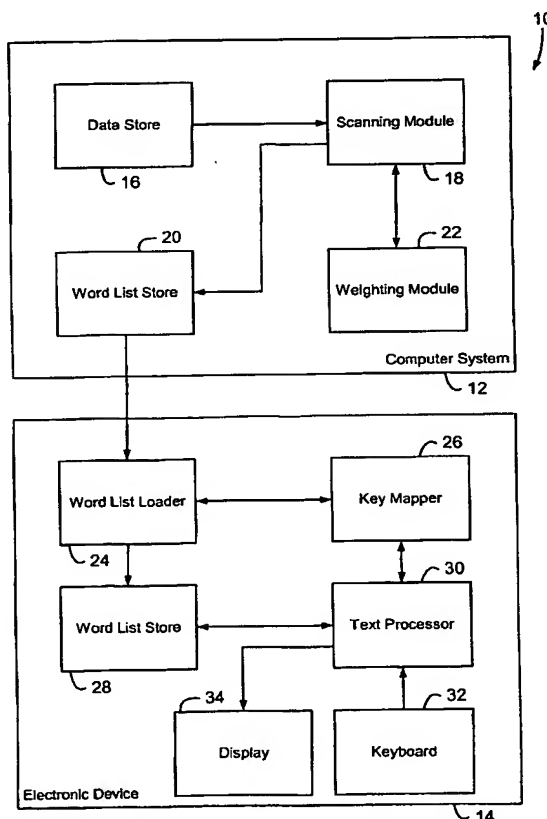 10
Data Store
16
Scanning Module
18
20
Word List Store
22
Weighting Module
Computer System
12
Word List Loader
24
26
Key Mapper
Word List Store
28
30
Text Processor
34
Display
32
Keyboard
Electronic Device
14